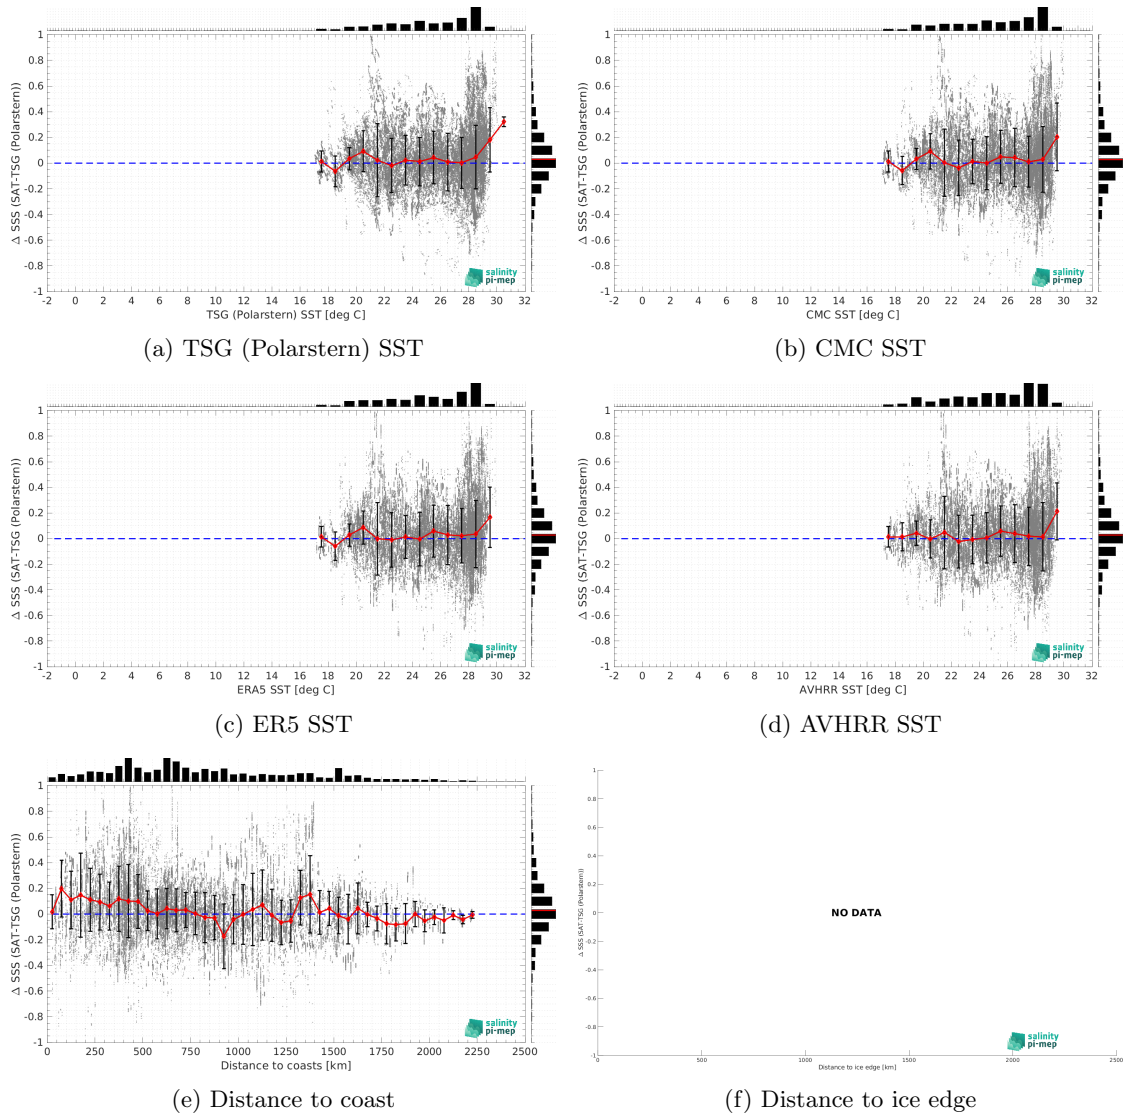 1
0.8
0.6
0.4
0.2
0
-0.2
-0.4
-0.6
-0.8
-1
Δ SSS (SAT-TSG (Polarstern))
salinity
pi-mep
-2 0 2 4 6 8 10 12 14 16 18 20 22 24 26 28 30 32
TSG (Polarstern) SST [deg C]
(a) TSG (Polarstern) SST
1
0.8
0.6
0.4
0.2
0
-0.2
-0.4
-0.6
-0.8
-1
Δ SSS (SAT-TSG (Polarstern))
salinity
pi-mep
-2 0 2 4 6 8 10 12 14 16 18 20 22 24 26 28 30 32
CMC SST [deg C]
(b) CMC SST
1
0.8
0.6
0.4
0.2
0
-0.2
-0.4
-0.6
-0.8
-1
Δ SSS (SAT-TSG (Polarstern))
salinity
pi-mep
-2 0 2 4 6 8 10 12 14 16 18 20 22 24 26 28 30 32
ERA5 SST [deg C]
(c) ER5 SST
1
0.8
0.6
0.4
0.2
0
-0.2
-0.4
-0.6
-0.8
-1
Δ SSS (SAT-TSG (Polarstern))
salinity
pi-mep
-2 0 2 4 6 8 10 12 14 16 18 20 22 24 26 28 30 32
AVHRR SST [deg C]
(d) AVHRR SST
1
0.8
0.6
0.4
0.2
0
-0.2
-0.4
-0.6
-0.8
-1
Δ SSS (SAT-TSG (Polarstern))
salinity
pi-mep
0 250 500 750 1000 1250 1500 1750 2000 2250 2500
Distance to coasts [km]
(e) Distance to coast
1
0.8
0.6
0.4
0.2
0
-0.2
-0.4
-0.6
-0.8
-1
Δ SSS (SAT-TSG (Polarstern))
NO DATA
salinity
pi-mep
0 500 1000 1500 2000 2500
Distance to ice edge [km]
(f) Distance to ice edge